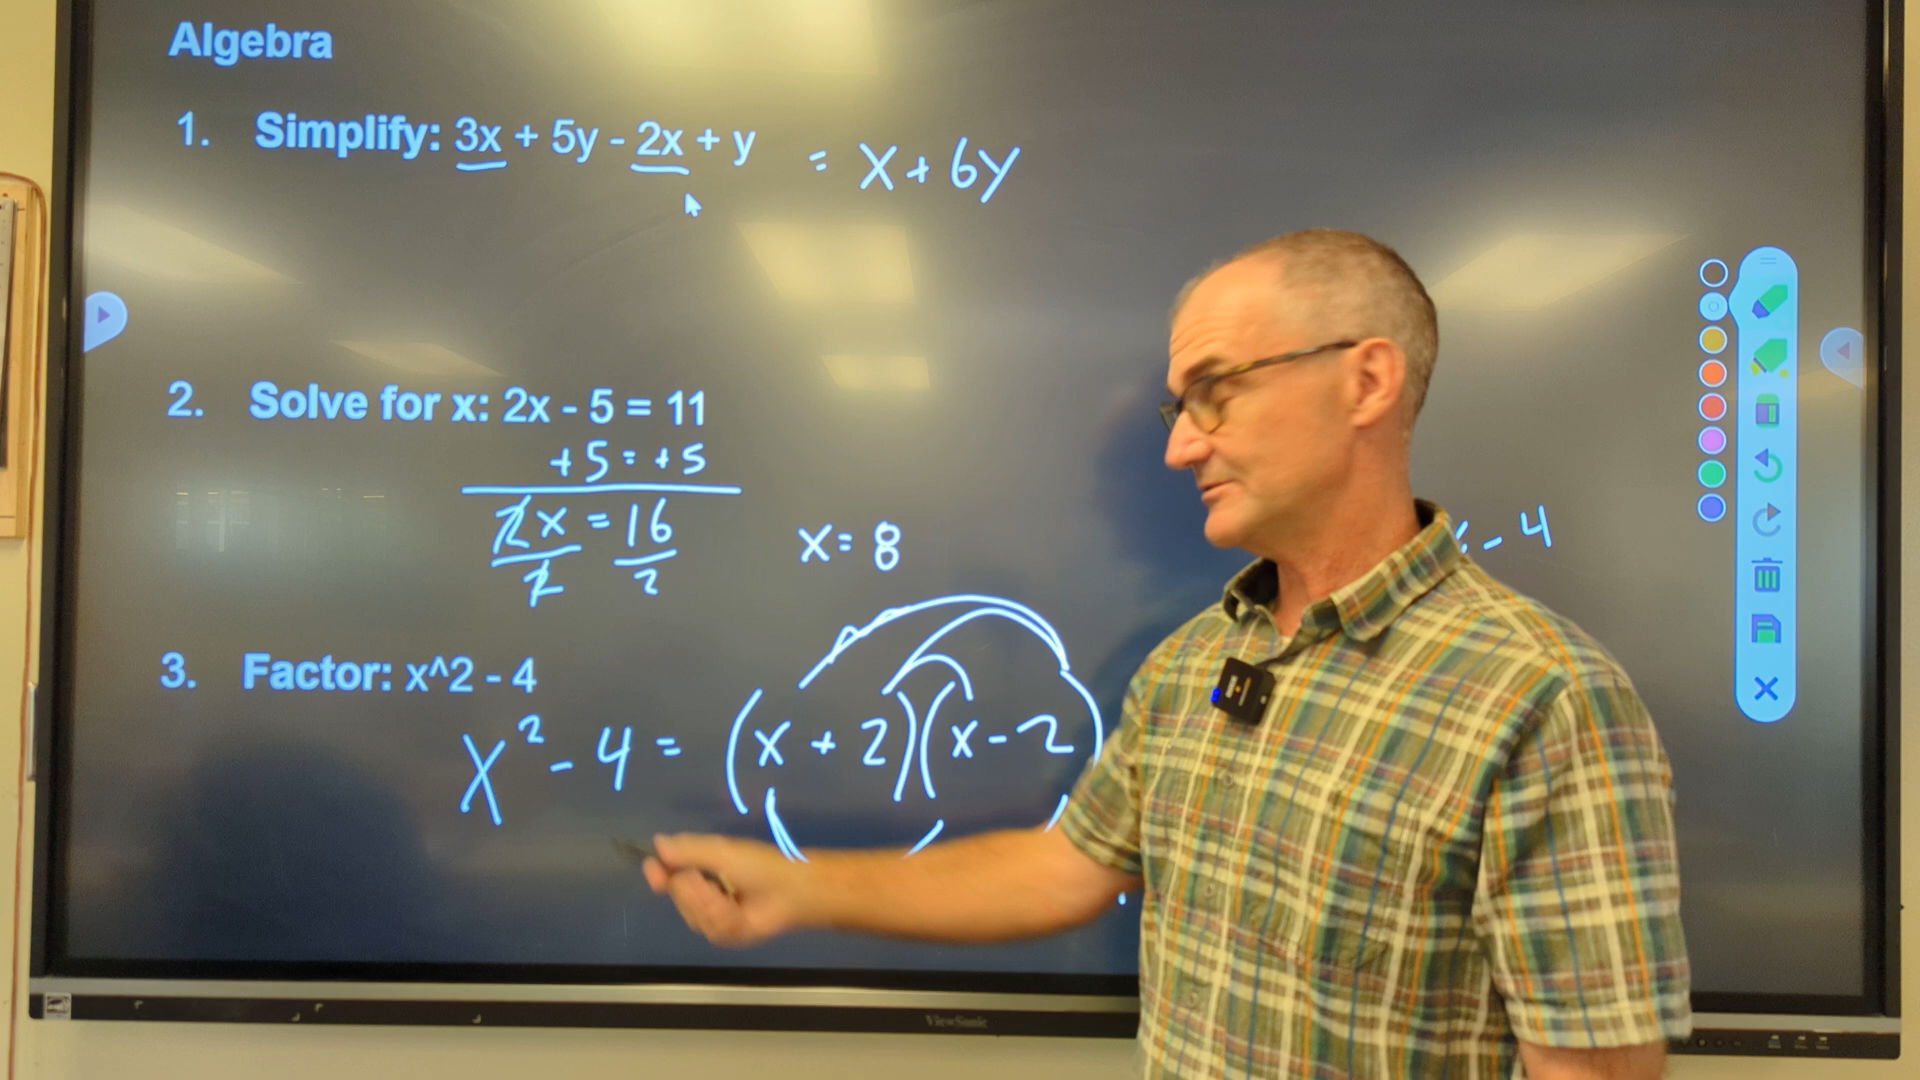 Algebra
1. Simplify: 3x + 5y - 2x + y = x + 6y
2. Solve for x: 2x - 5 = 11
+5 = +5
2x = 16
2 2
x = 8
- 4
3. Factor: x^2 - 4
x² - 4 = (x + 2)(x - 2
ViewSonic